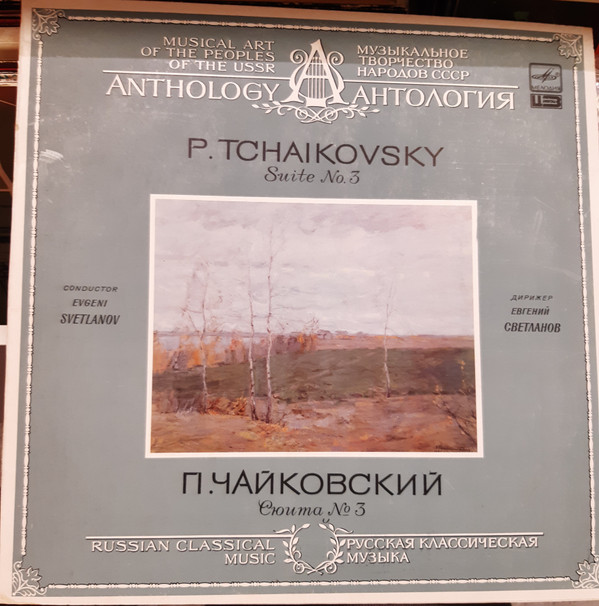 MUSICAL ART
OF THE PEOPLES
OF THE USSR
ANTHOLOGY
МУЗЫКАЛЬНОЕ
ТВОРЧЕСТВО
НАРОДОВ СССР
АНТОЛОГИЯ
МЕЛОДИЯ
P. TCHAIKOVSKY
Suite No. 3
CONDUCTOR
EVGENI
SVETLANOV
ДИРИЖЕР
ЕВГЕНИЙ
СВЕТЛАНОВ
П. ЧАЙКОВСКИЙ
Сюита № 3
RUSSIAN CLASSICAL
MUSIC
РУССКАЯ КЛАССИЧЕСКАЯ
МУЗЫКА